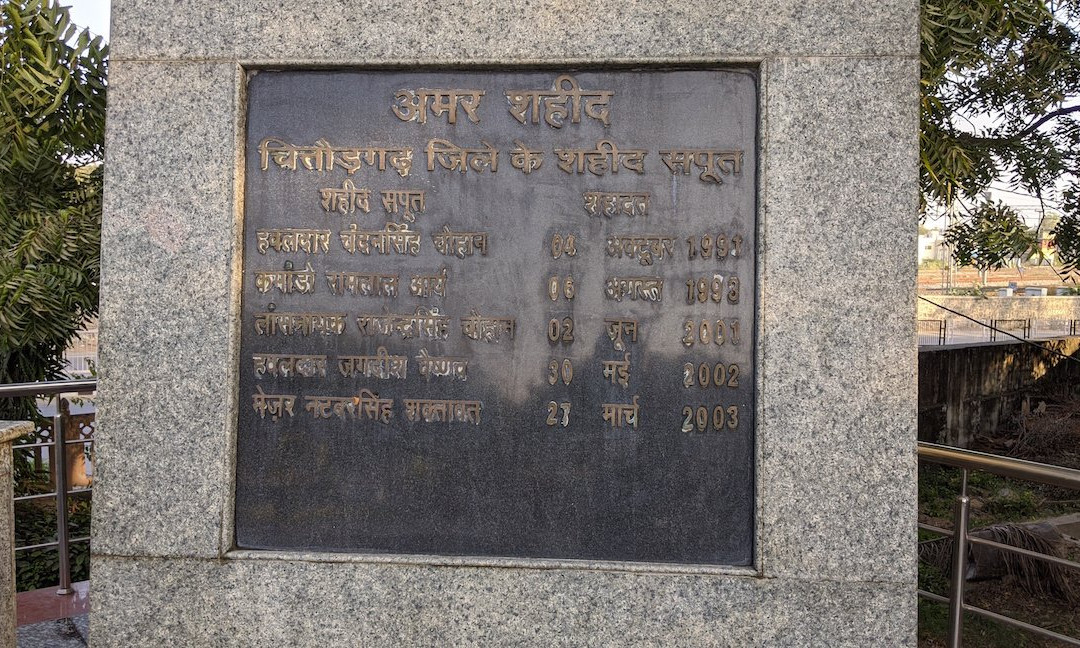 अमर शहीद
चित्तौड़गढ़ जिले के शहीद सपूत
शहीद सपूत शहादत
हवलदार चंदनसिंह चौहान 04 अक्टूबर 1991
कमांडो रामलाल आर्य 06 अगस्त 1998
लांसनायक राजेन्द्रसिंह चौहान 02 जून 2001
हवलदार जगदीश वैष्णव 30 मई 2002
मेज़र नटवरसिंह शक्तावत 27 मार्च 2003